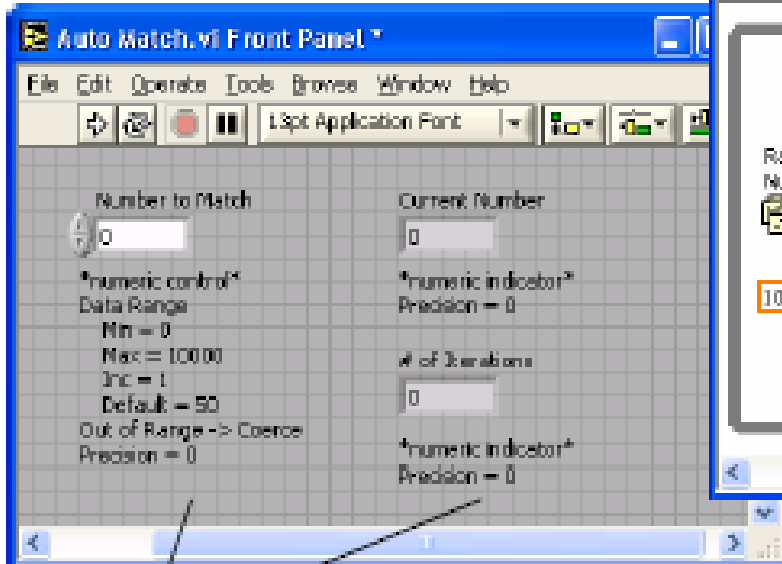 Auto Match.vi Front Panel *
File Edit Operate Tools Browse Window Help
13pt Application Font
Number to Match
0
*numeric control*
Data Range
Min = 0
Max = 10000
Inc = 1
Default = 50
Out of Range -> Coerce
Precision = 0
Current Number
0
*numeric indicator*
Precision = 0
# of Iterations
0
*numeric indicator*
Precision = 0
10